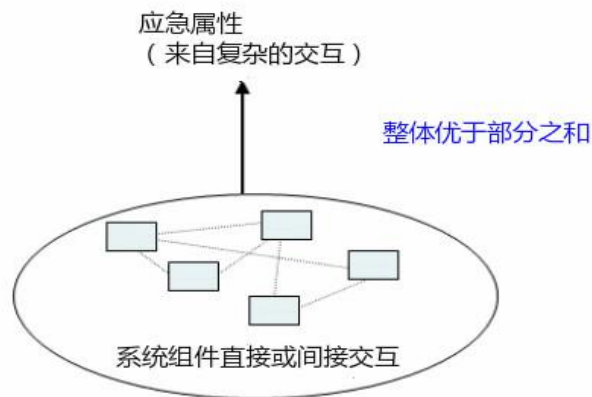 应急属性
（来自复杂的交互）
整体优于部分之和
系统组件直接或间接交互